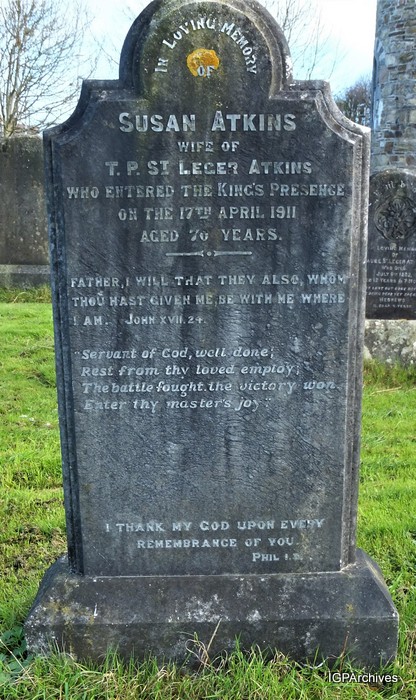 IN LOVING MEMORY
OF
SUSAN ATKINS
WIFE OF
T. P. ST LEGER ATKINS
WHO ENTERED THE KING'S PRESENCE
ON THE 17TH APRIL 1911
AGED 70 YEARS.
FATHER, I WILL THAT THEY ALSO, WHOM
THOU HAST GIVEN ME, BE WITH ME WHERE
I AM. JOHN XVII. 24.
"Servant of God, well done;
Rest from thy loved employ;
The battle fought, the victory won,
Enter thy master's joy"
I THANK MY GOD UPON EVERY
REMEMBRANCE OF YOU
PHIL 1.3.
IGPArchives